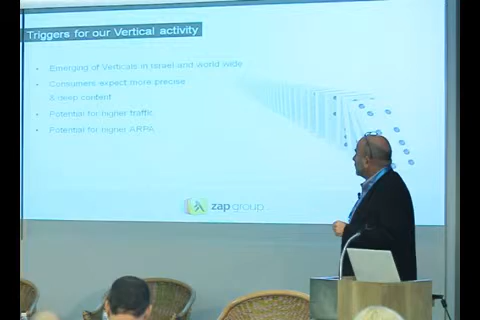 Triggers for our Vertical activity
Emerging of Verticals in Israel and world wide
Consumers expect more precise
& deep content
Potential for higher traffic
Potential for higher ARPA
zap group